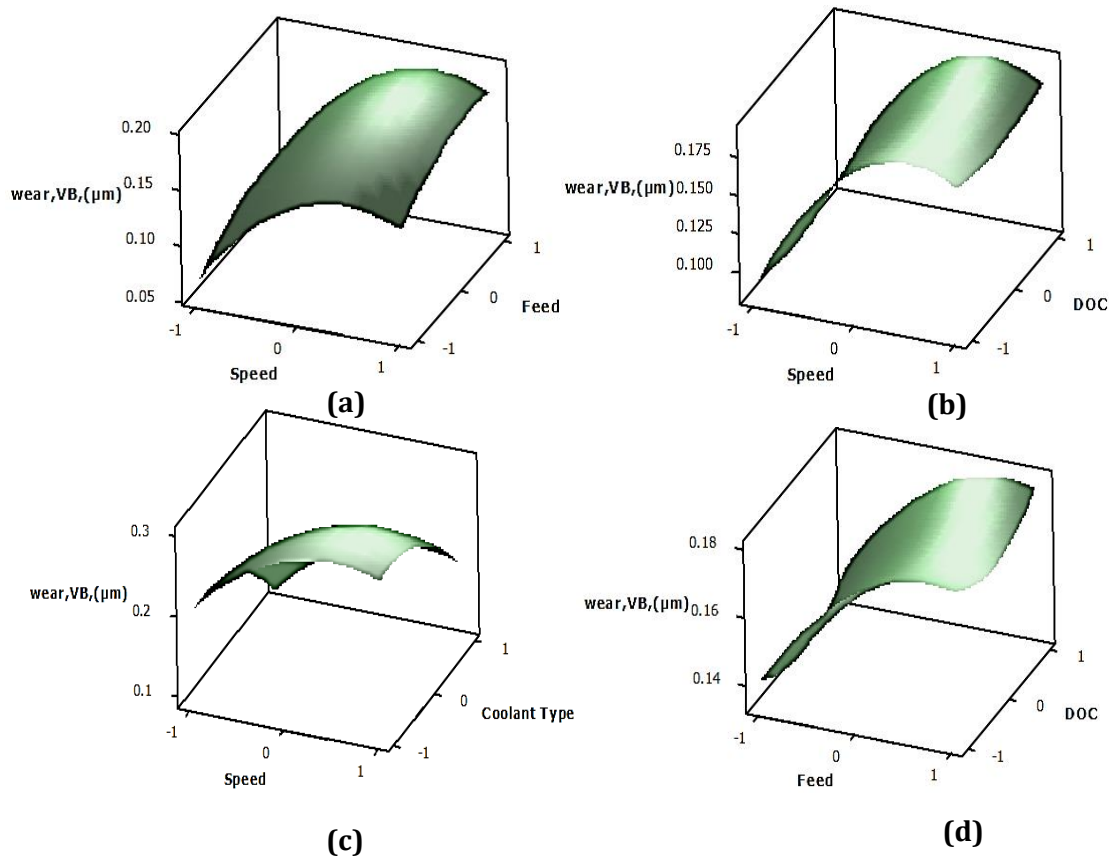 0.20
0.15
wear,VB,(µm)
0.10
0.05
-1
0
1
Speed
-1
0
1
Feed
(a)
0.175
wear,VB,(µm)
0.150
0.125
0.100
-1
0
1
Speed
-1
0
1
DOC
(b)
0.3
wear,VB,(µm)
0.2
0.1
-1
0
1
Speed
-1
0
1
Coolant Type
(c)
0.18
wear,VB,(µm)
0.16
0.14
-1
0
1
Feed
-1
0
1
DOC
(d)